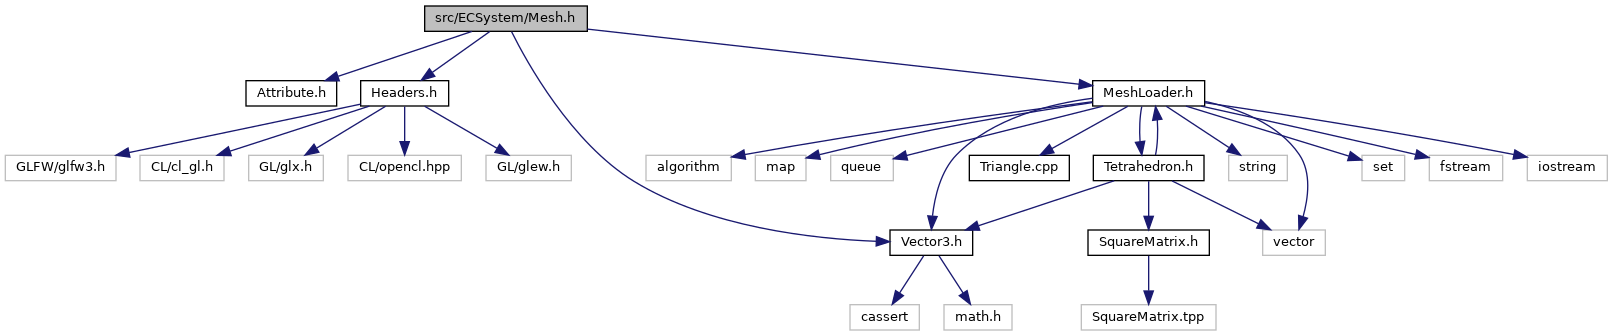 src/ECSystem/Mesh.h
Attribute.h
Headers.h
MeshLoader.h
GLFW/glfw3.h
CL/cl_gl.h
GL/glx.h
CL/opencl.hpp
GL/glew.h
algorithm
map
queue
Triangle.cpp
Tetrahedron.h
string
set
fstream
iostream
Vector3.h
SquareMatrix.h
vector
cassert
math.h
SquareMatrix.tpp